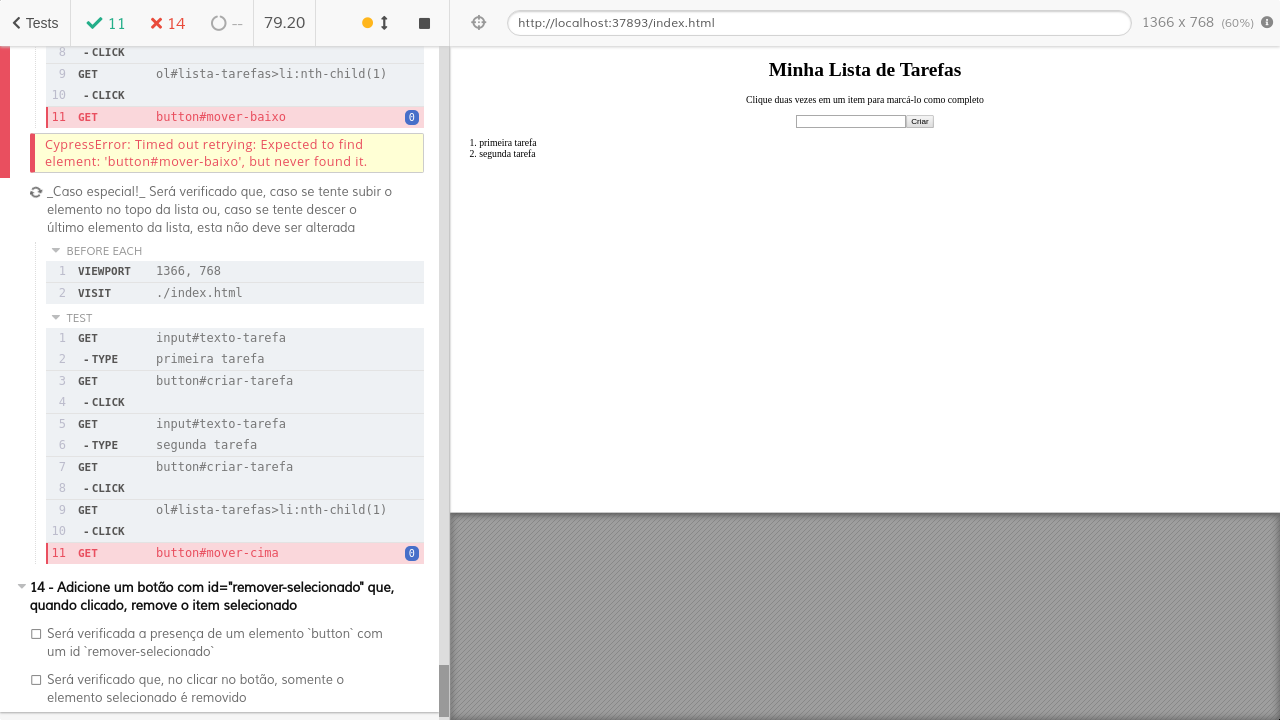 Tests
11
14
--
79.20
8 -CLICK
9 GET ol#lista-tarefas>li:nth-child(1)
10 -CLICK
11 GET button#mover-baixo 0
CypressError: Timed out retrying: Expected to find
element: 'button#mover-baixo', but never found it.
_Caso especial!_ Será verificado que, caso se tente subir o
elemento no topo da lista ou, caso se tente descer o
último elemento da lista, esta não deve ser alterada
BEFORE EACH
1 VIEWPORT 1366, 768
2 VISIT ./index.html
TEST
1 GET input#texto-tarefa
2 -TYPE primeira tarefa
3 GET button#criar-tarefa
4 -CLICK
5 GET input#texto-tarefa
6 -TYPE segunda tarefa
7 GET button#criar-tarefa
8 -CLICK
9 GET ol#lista-tarefas>li:nth-child(1)
10 -CLICK
11 GET button#mover-cima 0
14 - Adicione um botão com id="remover-selecionado" que,
quando clicado, remove o item selecionado
Será verificada a presença de um elemento `button` com
um id `remover-selecionado`
Será verificado que, no clicar no botão, somente o
elemento selecionado é removido
http://localhost:37893/index.html
1366 x 768 (60%)
Minha Lista de Tarefas
Clique duas vezes em um item para marcá-lo como completo
Criar
1. primeira tarefa
2. segunda tarefa